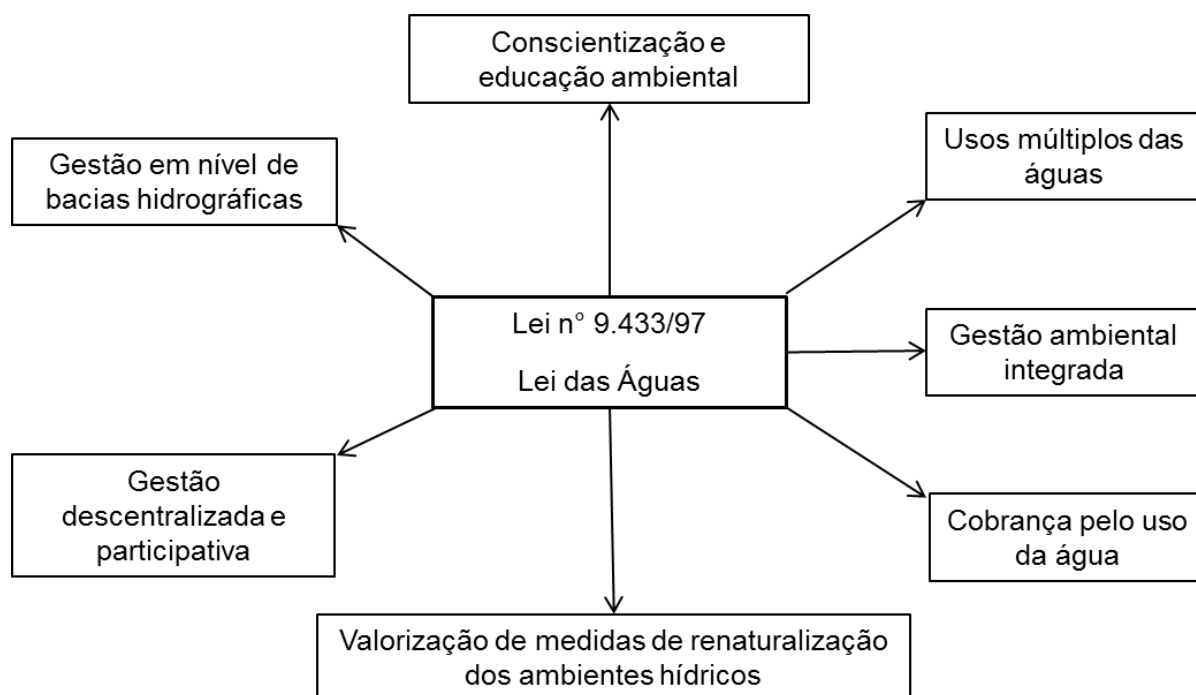 Conscientização e
educação ambiental
Gestão em nível de
bacias hidrográficas
Usos múltiplos das
águas
Lei n° 9.433/97
Lei das Águas
Gestão ambiental
integrada
Gestão
descentralizada e
participativa
Cobrança pelo uso
da água
Valorização de medidas de renaturalização
dos ambientes hídricos